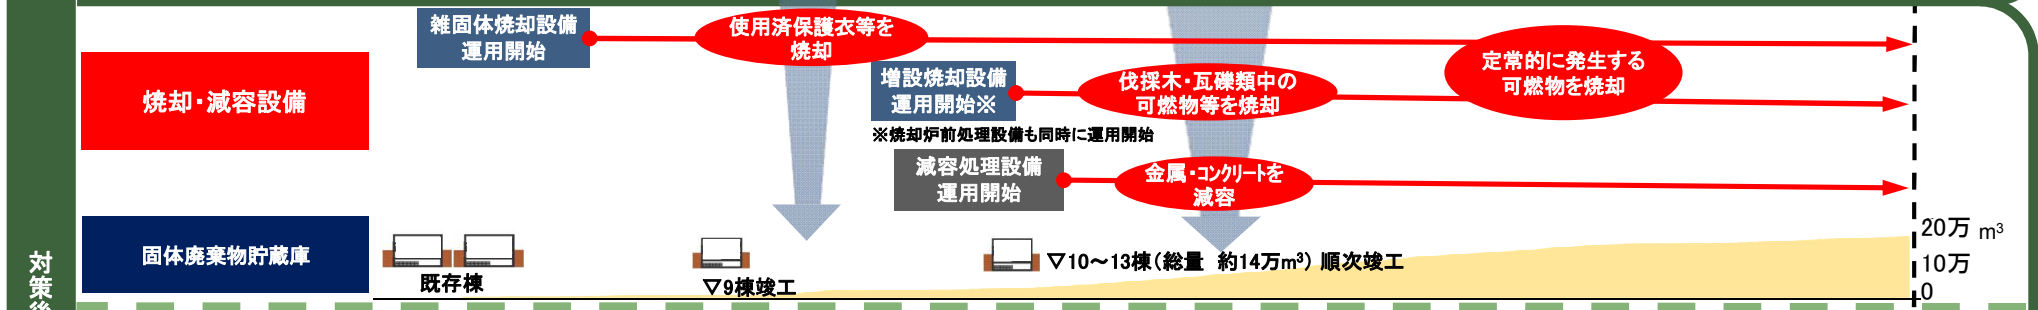 対策後
焼却・減容設備
雑固体焼却設備
運用開始
使用済保護衣等を
焼却
増設焼却設備
運用開始※
伐採木・瓦礫類中の
可燃物等を焼却
定常的に発生する
可燃物を焼却
※焼却炉前処理設備も同時に運用開始
減容処理設備
運用開始
金属・コンクリートを
減容
固体廃棄物貯蔵庫
既存棟
▽9棟竣工
▽10～13棟（総量 約14万m³）順次竣工
20万 m³
10万
0